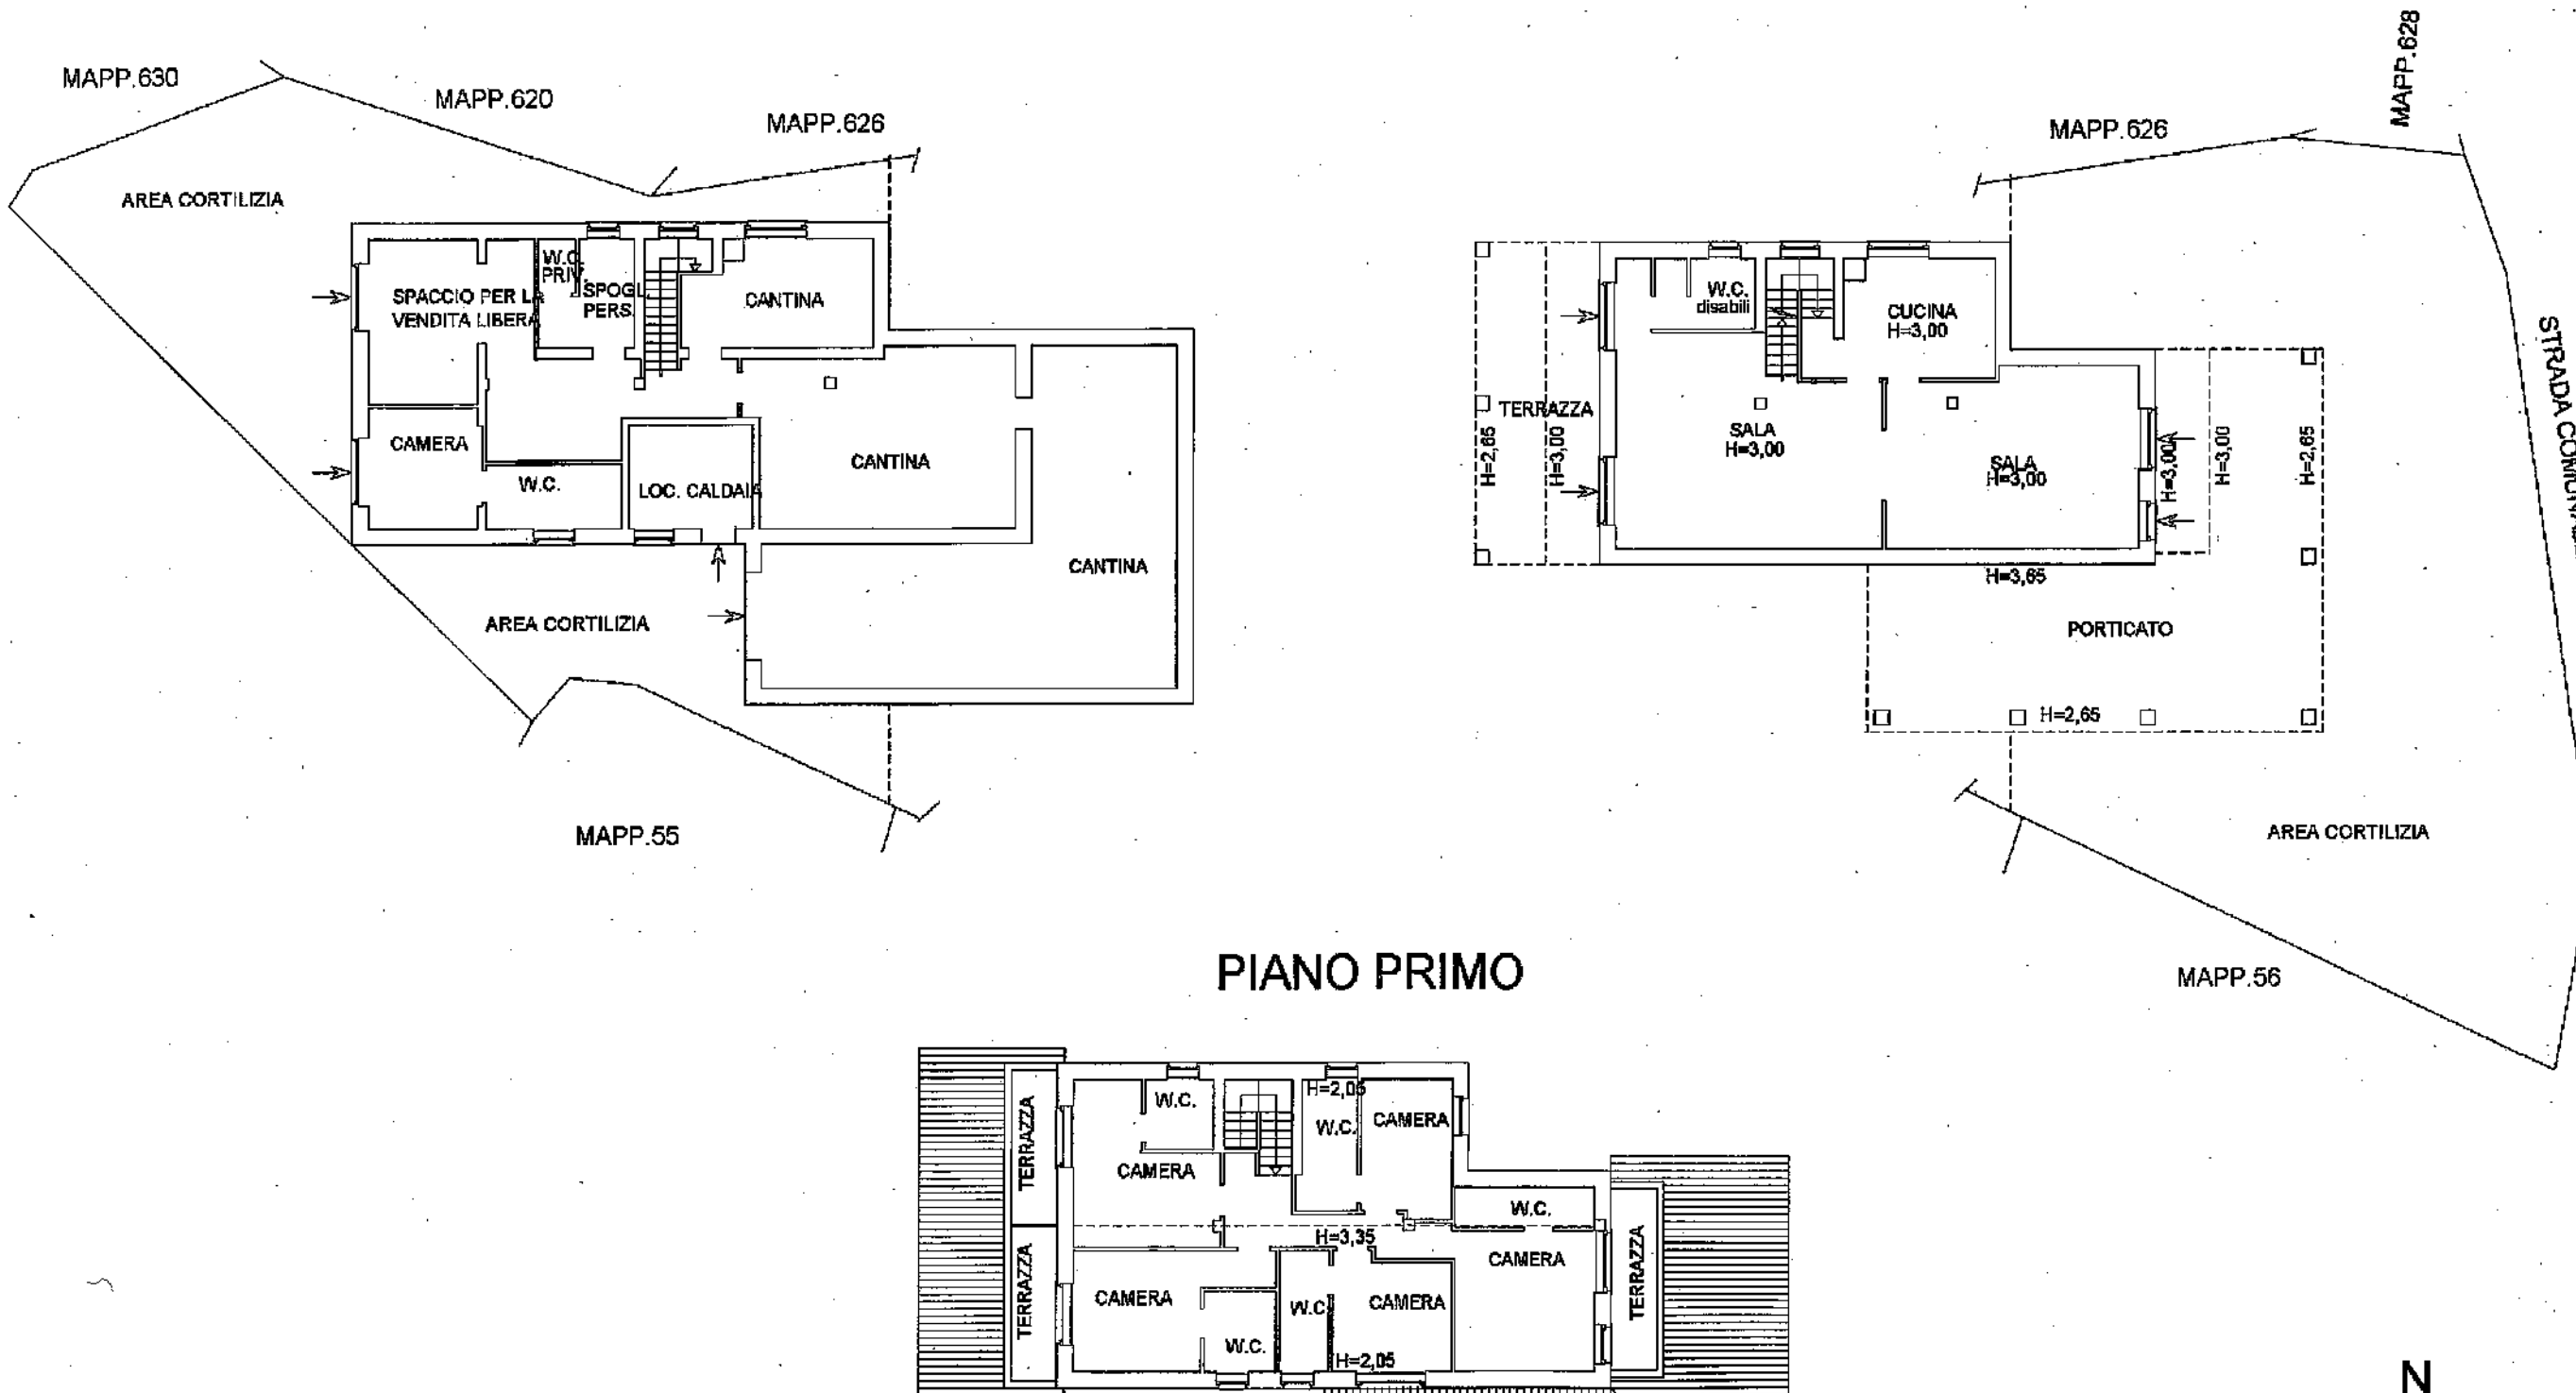 MAPP.630
MAPP.620
MAPP.626
AREA CORTILIZIA
W.C.
PRIV.
SPOGL.
PERS.
SPACCIO PER LA
VENDITA LIBERA
CANTINA
CAMERA
W.C.
LOC. CALDAIA
CANTINA
CANTINA
AREA CORTILIZIA
MAPP.55
MAPP.626
MAPP.628
W.C.
disabili
CUCINA
H=3,00
TERRAZZA
H=2,65
H=3,00
SALA
H=3,00
SALA
H=3,00
H=3,00
H=3,00
H=2,65
H=3,65
PORTICATO
H=2,65
STRADA
AREA CORTILIZIA
MAPP.56
PIANO PRIMO
TERRAZZA
W.C.
H=2,05
W.C.
CAMERA
CAMERA
W.C.
H=3,35
CAMERA
TERRAZZA
CAMERA
W.C.
CAMERA
TERRAZZA
W.C.
H=2,05
N